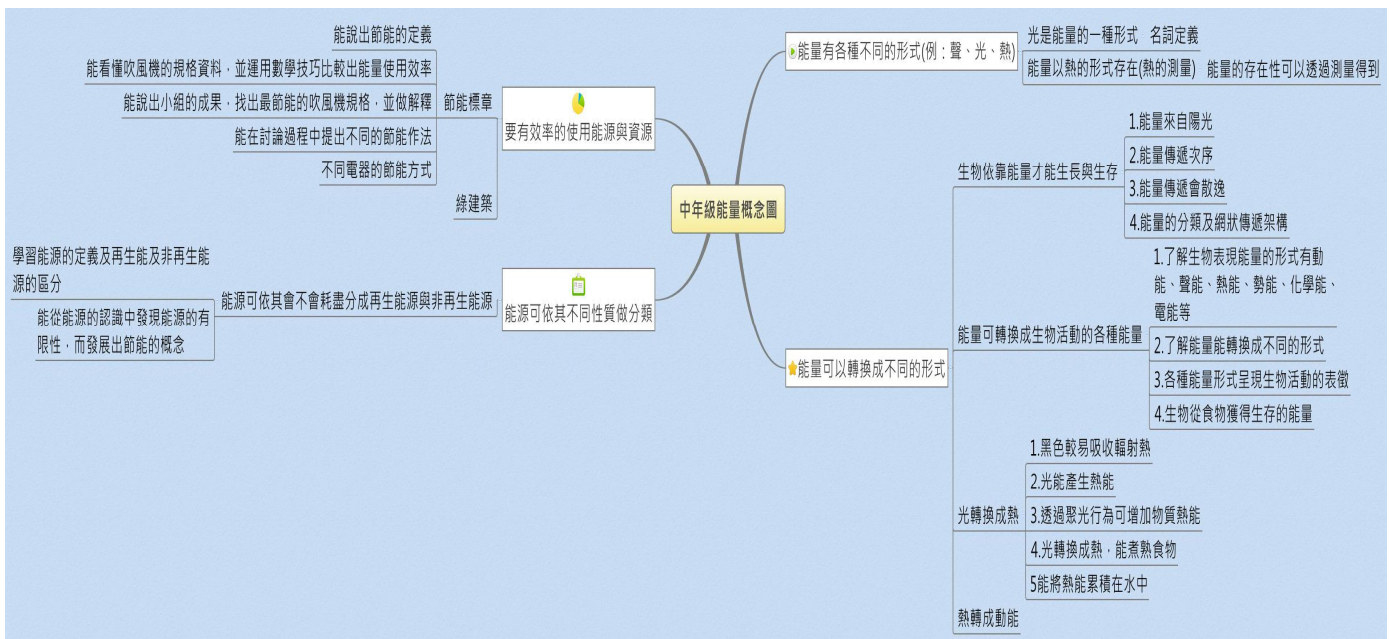 能說出節能的定義
能看懂吹風機的規格資料，並運用數學技巧比較出能量使用效率
能說出小組的成果，找出最節能的吹風機規格，並做解釋
能在討論過程中提出不同的節能作法
不同電器的節能方式
節能標章
綠建築
要有效率的使用能源與資源
學習能源的定義及再生能及非再生能
源的區分
能從能源的認識中發現能源的有
限性，而發展出節能的概念
能源可依其會不會耗盡分成再生能源與非再生能源
能源可依其不同性質做分類
中年級能量概念圖
能量有各種不同的形式(例：聲、光、熱)
光是能量的一種形式 名詞定義
能量以熱的形式存在(熱的測量) 能量的存在性可以透過測量得到
能量可以轉換成不同的形式
生物依靠能量才能生長與生存
1.能量來自陽光
2.能量傳遞次序
3.能量傳遞會散逸
4.能量的分類及網狀傳遞架構
能量可轉換成生物活動的各種能量
1.了解生物表現能量的形式有動
能、聲能、熱能、勢能、化學能、
電能等
2.了解能量能轉換成不同的形式
3.各種能量形式呈現生物活動的表徵
4.生物從食物獲得生存的能量
光轉換成熱
1.黑色較易吸收輻射熱
2.光能產生熱能
3.透過聚光行為可增加物質熱能
4.光轉換成熱，能煮熟食物
5能將熱能累積在水中
熱轉成動能